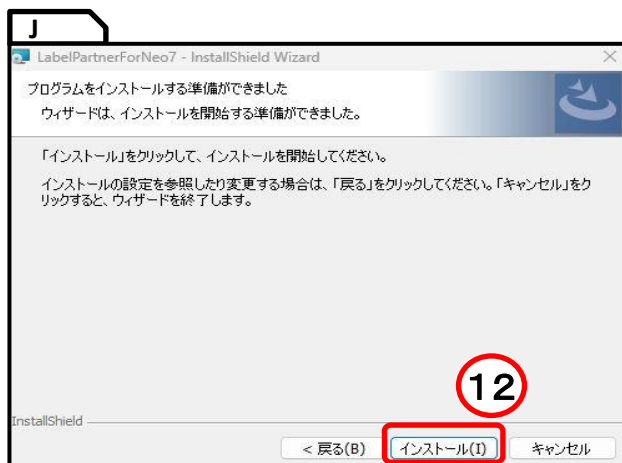 J
LabelPartnerForNeo7 - InstallShield Wizard
プログラムをインストールする準備ができました
ウィザードは、インストールを開始する準備ができました。
「インストール」をクリックして、インストールを開始してください。
インストールの設定を参照したり変更する場合は、「戻る」をクリックしてください。「キャンセル」をク
リックすると、ウィザードを終了します。
12
InstallShield
< 戻る(B) インストール(I) キャンセル